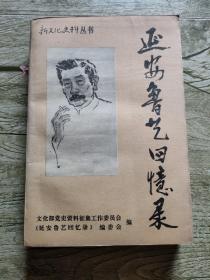 新文化史料丛书
延安鲁艺回憶录
文化部党史资料征集工作委员会
《延安鲁艺回忆录》编委会
编